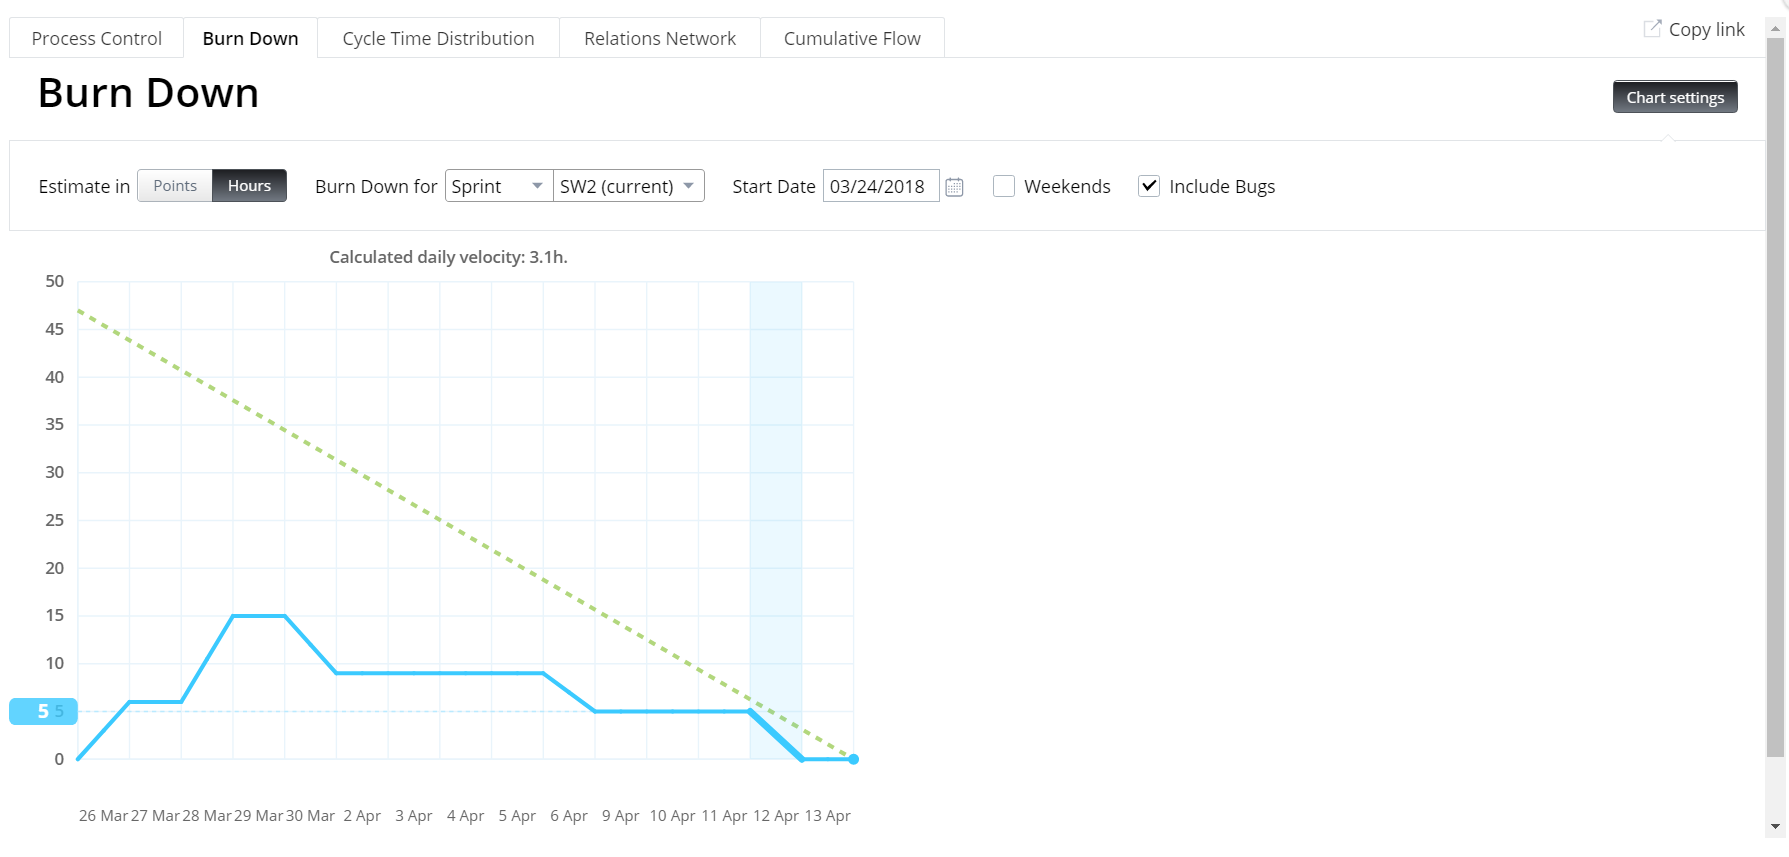 Process Control Burn Down Cycle Time Distribution Relations Network Cumulative Flow Copy link
Burn Down Chart settings
Estimate in Points Hours Burn Down for Sprint SW2 (current) Start Date 03/24/2018 Weekends Include Bugs
Calculated daily velocity: 3.1h.
50
45
40
35
30
25
20
15
10
5 5
0
26 Mar 27 Mar 28 Mar 29 Mar 30 Mar 2 Apr 3 Apr 4 Apr 5 Apr 6 Apr 9 Apr 10 Apr 11 Apr 12 Apr 13 Apr